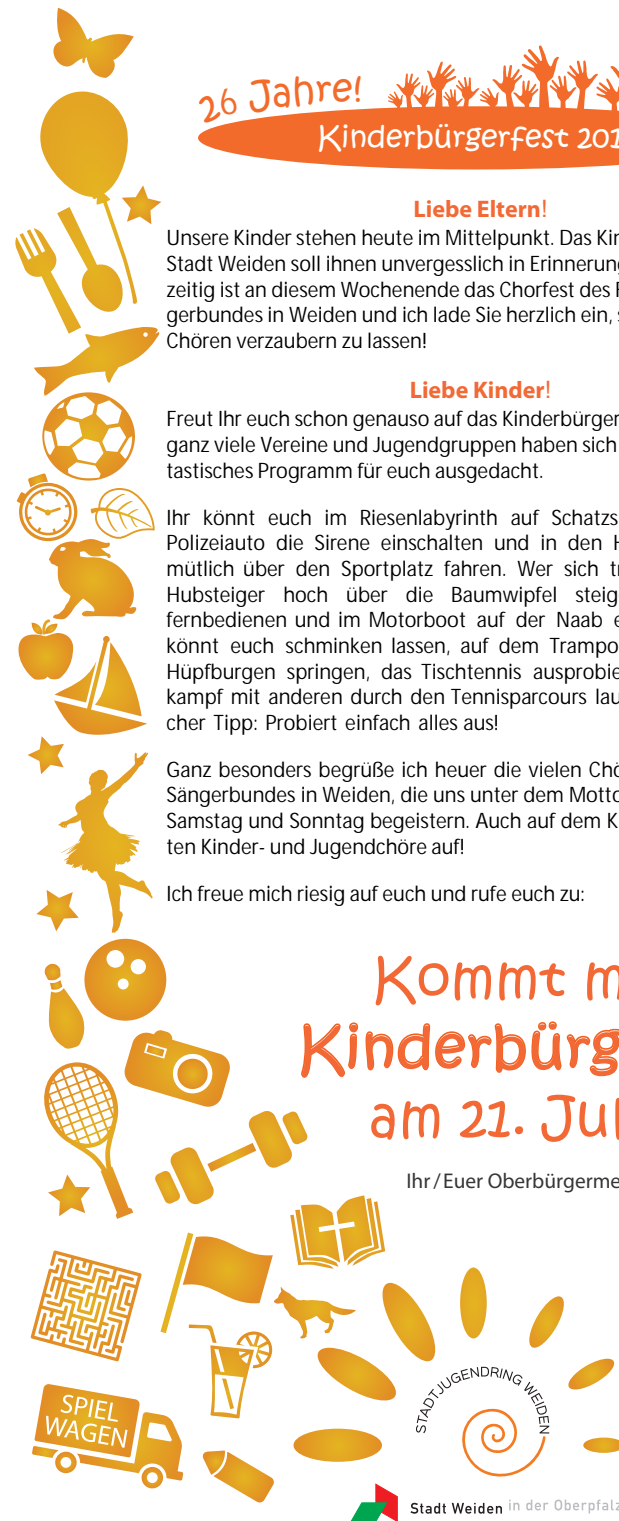 26 Jahre!
Kinderbürgerfest 201
Liebe Eltern!
Unsere Kinder stehen heute im Mittelpunkt. Das Kin
Stadt Weiden soll ihnen unvergesslich in Erinnerung
zeitig ist an diesem Wochenende das Chorfest des
gerbundes in Weiden und ich lade Sie herzlich ein, s
Chören verzaubern zu lassen!
Liebe Kinder!
Freut Ihr euch schon genauso auf das Kinderbürger
ganz viele Vereine und Jugendgruppen haben sich
tastisches Programm für euch ausgedacht.
Ihr könnt euch im Riesenlabyrinth auf Schatzs
Polizeiauto die Sirene einschalten und in den H
mütlich über den Sportplatz fahren. Wer sich tr
Hubsteiger hoch über die Baumwipfel steig
fernbedienen und im Motorboot auf der Naab e
könnt euch schminken lassen, auf dem Trampo
Hüpfburgen springen, das Tischtennis ausprobie
kampf mit anderen durch den Tennisparcours lau
cher Tipp: Probiert einfach alles aus!
Ganz besonders begrüße ich heuer die vielen Chö
Sängerbundes in Weiden, die uns unter dem Motto
Samstag und Sonntag begeistern. Auch auf dem K
ten Kinder- und Jugendchöre auf!
Ich freue mich riesig auf euch und rufe euch zu:
Kommt m
Kinderbürg
am 21. Jul
Ihr/Euer Oberbürgerme
SPIEL
WAGEN
STADTJUGENDRING WEIDEN
Stadt Weiden in der Oberpfalz